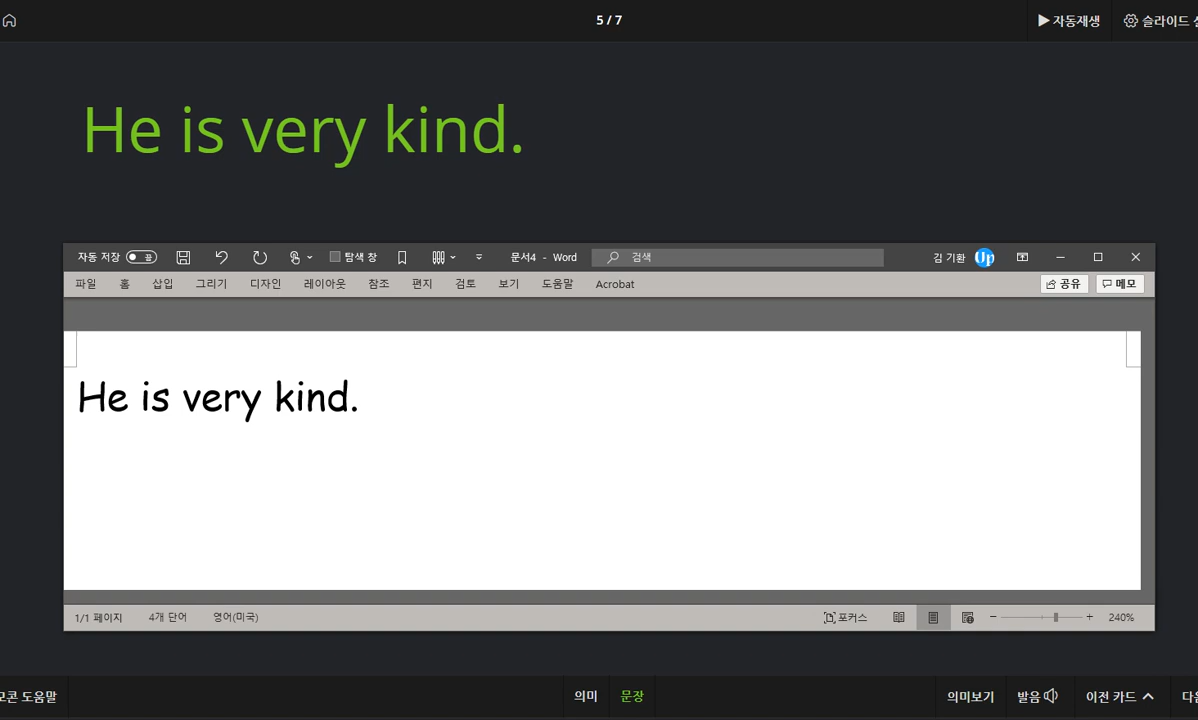 5 / 7
자동재생
슬라이드
He is very kind.
자동 저장 끔
탐색 창
문서4 - Word
검색
김 기환
Up
파일 홈 삽입 그리기 디자인 레이아웃 참조 편지 검토 보기 도움말 Acrobat
공유
메모
He is very kind.
1/1 페이지 4개 단어 영어(미국)
포커스
240%
도움말
의미 문장
의미보기 발음 이전 카드